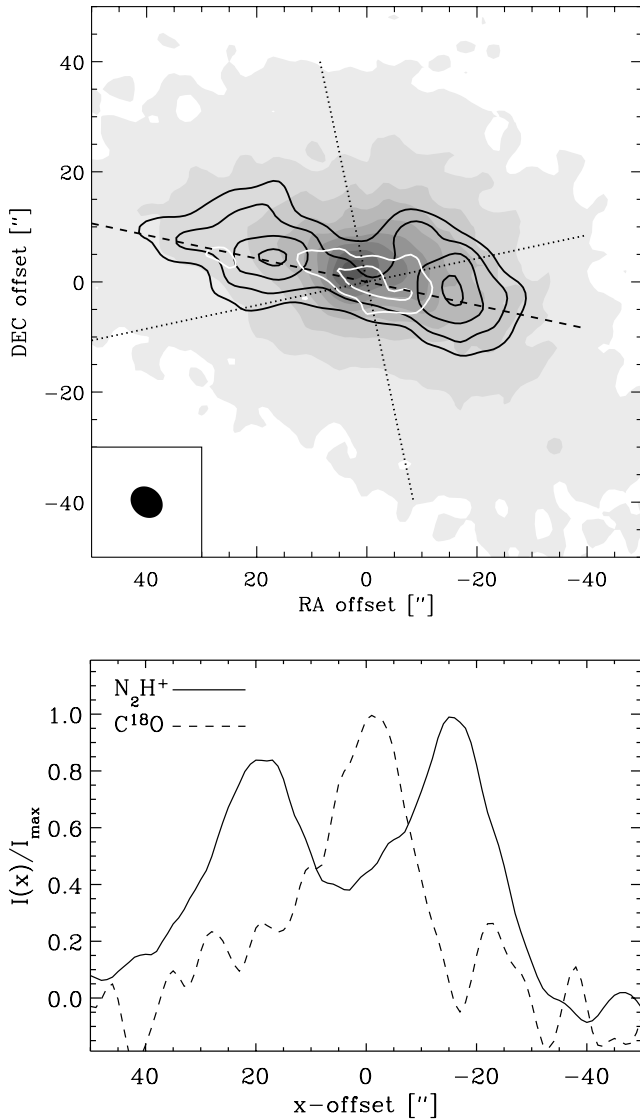 40
20
0
−20
−40
DEC offset [″]
40 20 0 −20 −40
RA offset [″]
N₂H⁺
C¹⁸O
1.0
0.8
0.6
0.4
0.2
0.0
I(x)/Iₘₐₓ
40 20 0 −20 −40
x−offset [″]